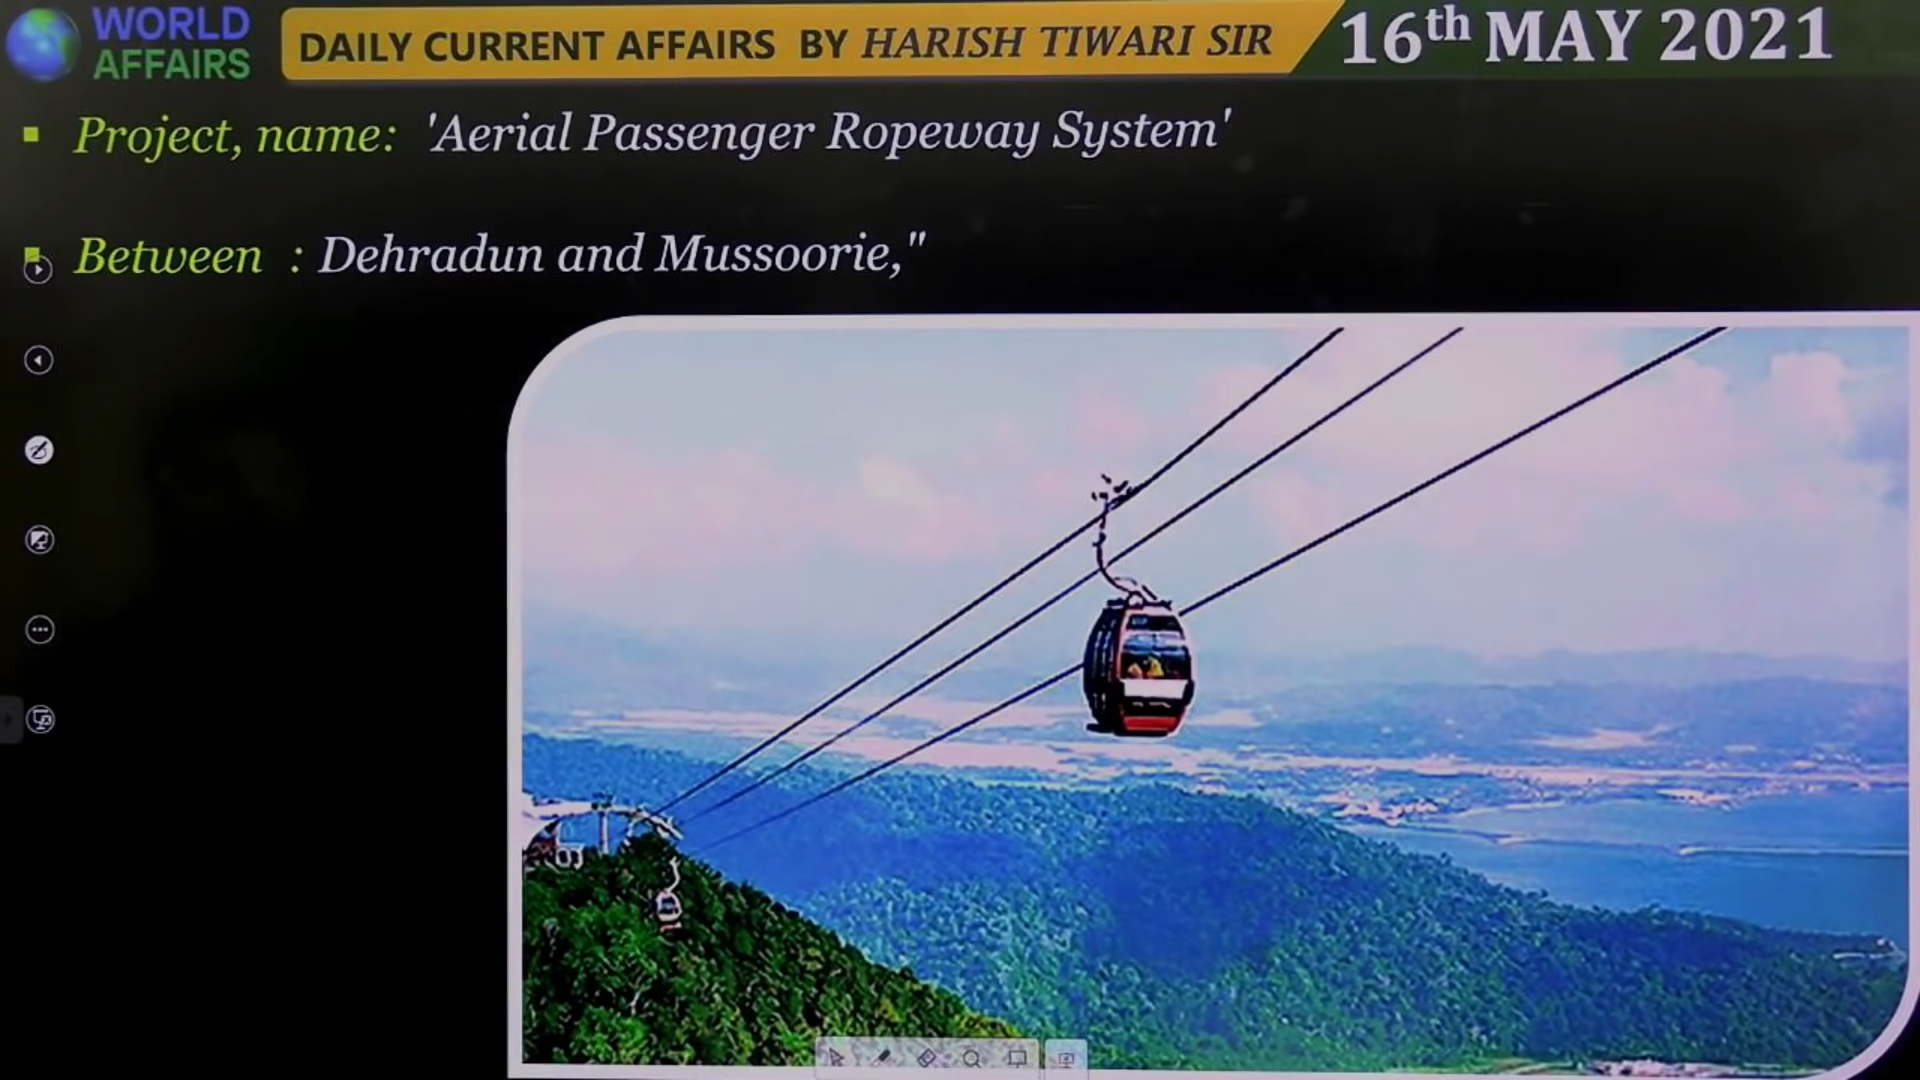 WORLD
AFFAIRS
DAILY CURRENT AFFAIRS BY HARISH TIWARI SIR
16th MAY 2021
Project, name: 'Aerial Passenger Ropeway System'
Between : Dehradun and Mussoorie,"